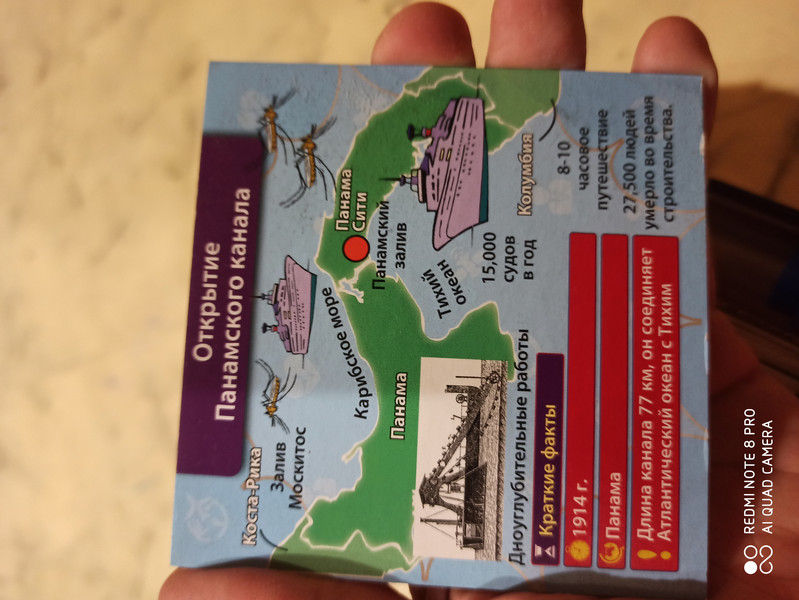 Открытие
Панамского канала
Коста-Рика
Залив
Москитос
Карибское море
Панама
Сити
Панамский
залив
Панама
Тихий
океан
15,000
судов
в год
Колумбия
8-10
часовое
путешествие
27,500 людей
умерло во время
строительства.
Дноуглубительные работы
Краткие факты
1914 г.
Панама
Длина канала 77 км, он соединяет
Атлантический океан с Тихим
REDMI NOTE 8 PRO
AI QUAD CAMERA